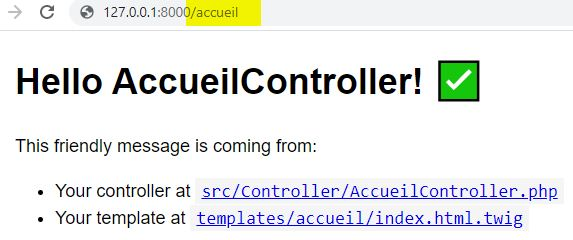 127.0.0.1:8000/accueil
Hello AccueilController! ✅
This friendly message is coming from:
• Your controller at src/Controller/AccueilController.php
• Your template at templates/accueil/index.html.twig